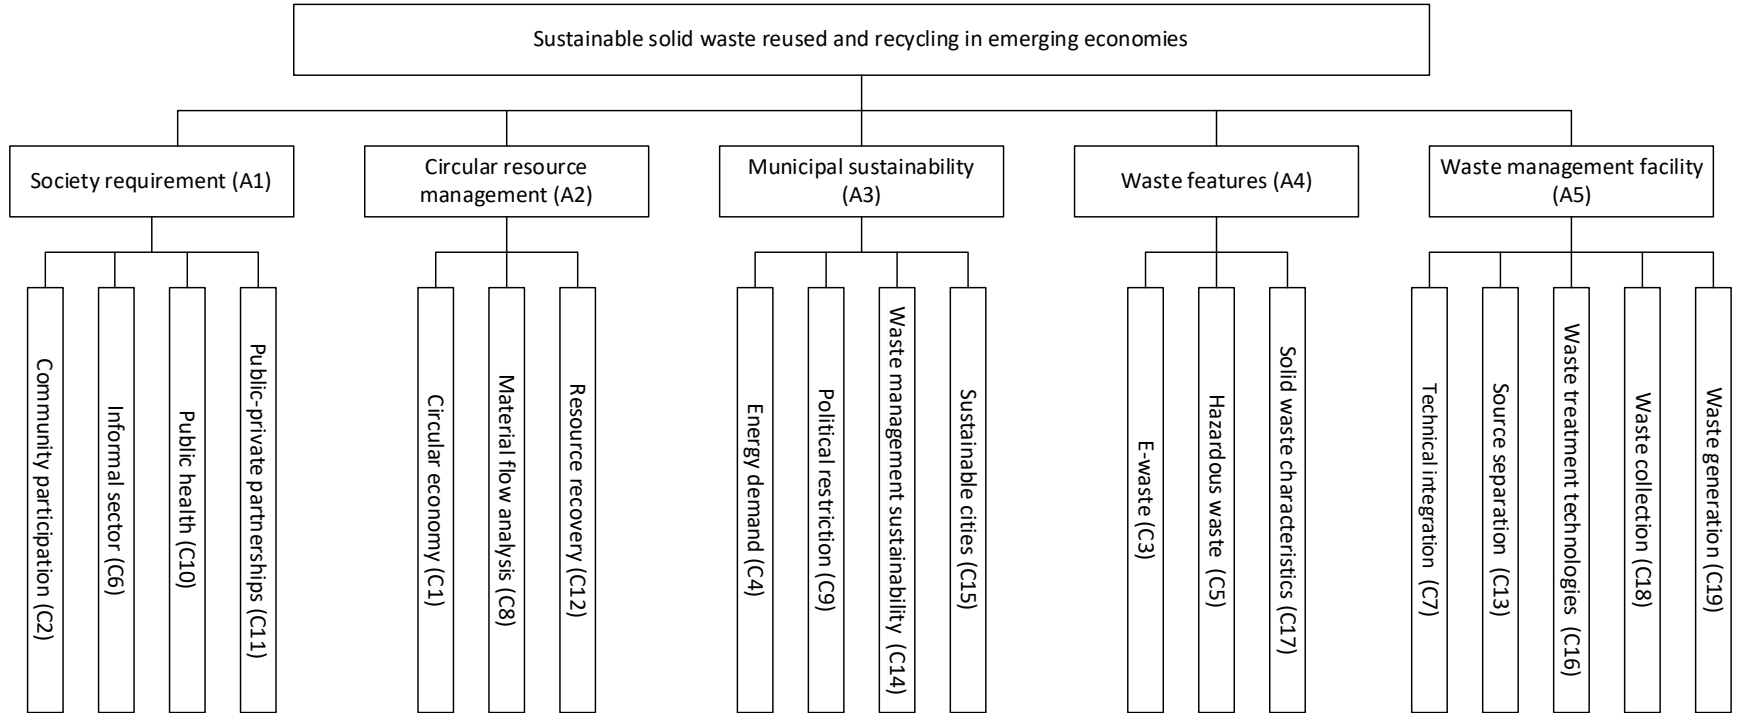 Sustainable solid waste reused and recycling in emerging economies
Society requirement (A1)
Circular resource
management (A2)
Municipal sustainability
(A3)
Waste features (A4)
Waste management facility
(A5)
Community participation (C2)
Informal sector (C6)
Public health (C10)
Public-private partnerships (C11)
Circular economy (C1)
Material flow analysis (C8)
Resource recovery (C12)
Energy demand (C4)
Political restriction (C9)
Waste management sustainability (C14)
Sustainable cities (C15)
E-waste (C3)
Hazardous waste (C5)
Solid waste characteristics (C17)
Technical integration (C7)
Source separation (C13)
Waste treatment technologies (C16)
Waste collection (C18)
Waste generation (C19)